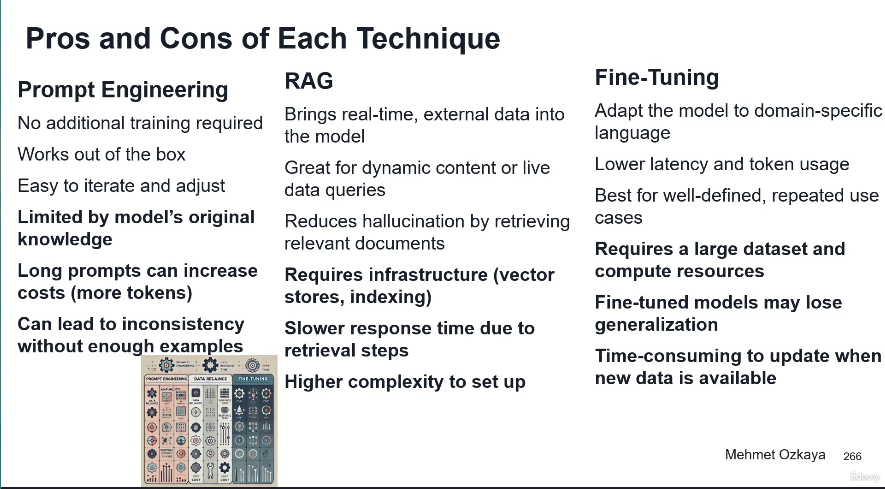 Pros and Cons of Each Technique
Prompt Engineering
No additional training required
Works out of the box
Easy to iterate and adjust
Limited by model's original
knowledge
Long prompts can increase
costs (more tokens)
Can lead to inconsistency
without enough examples
RAG
Brings real-time, external data into
the model
Great for dynamic content or live
data queries
Reduces hallucination by retrieving
relevant documents
Requires infrastructure (vector
stores, indexing)
Slower response time due to
retrieval steps
Higher complexity to set up
Fine-Tuning
Adapt the model to domain-specific
language
Lower latency and token usage
Best for well-defined, repeated use
cases
Requires a large dataset and
compute resources
Fine-tuned models may lose
generalization
Time-consuming to update when
new data is available
PROMPT ENGINEERING
DATA RELAINCE
FINE-TUNING
Mehmet Ozkaya
266
Udemy